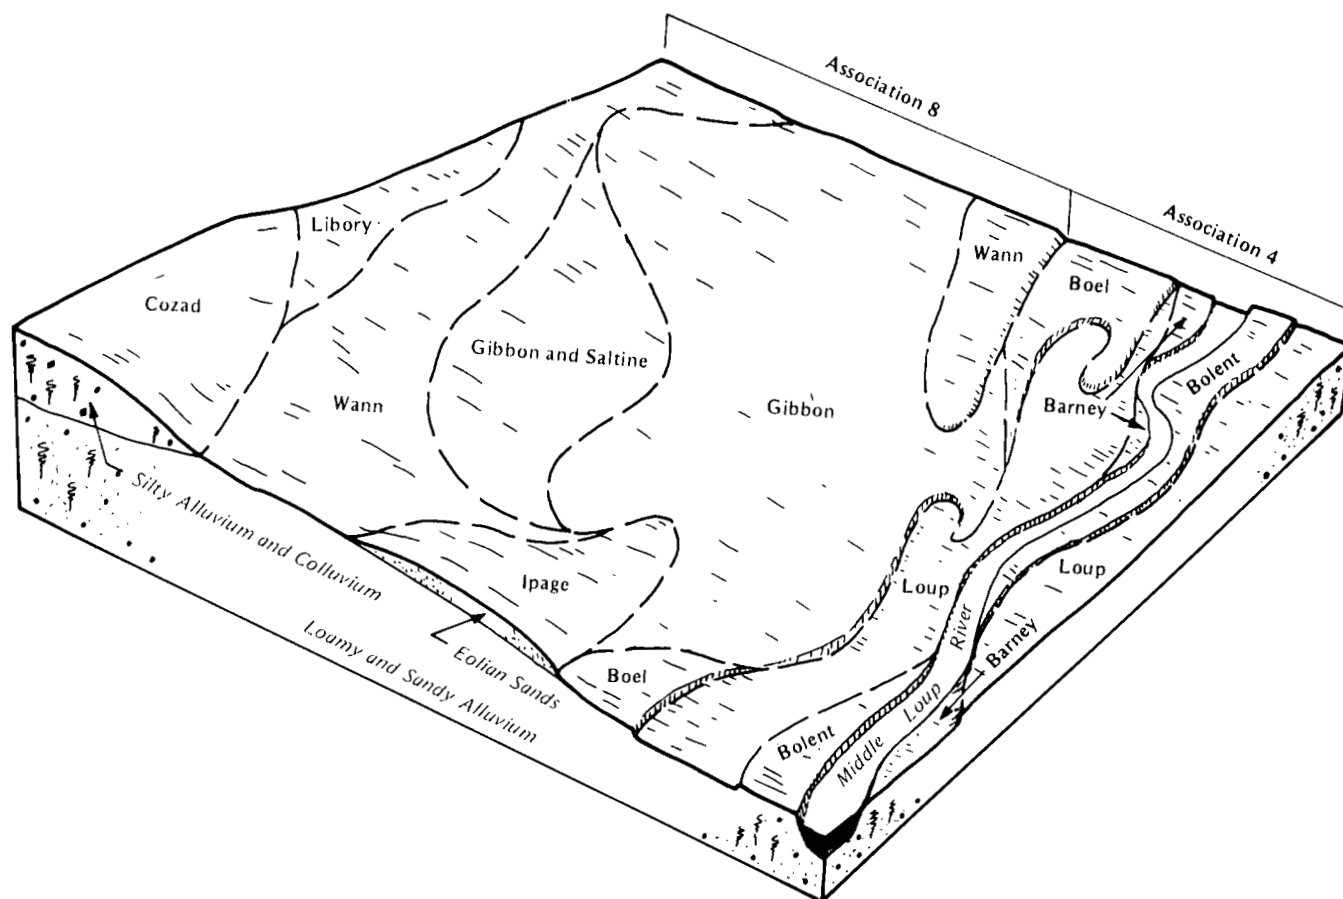 Association 8
Association 4
Libory
Wann
Boel
Cozad
Gibbon and Saltine
Bolent
Wann
Gibbon
Barney
Loup
Loup
Ipage
River
Barney
Silty Alluvium and Colluvium
Boel
Eolian Sands
Loamy and Sandy Alluvium
Loup
Bolent
Middle